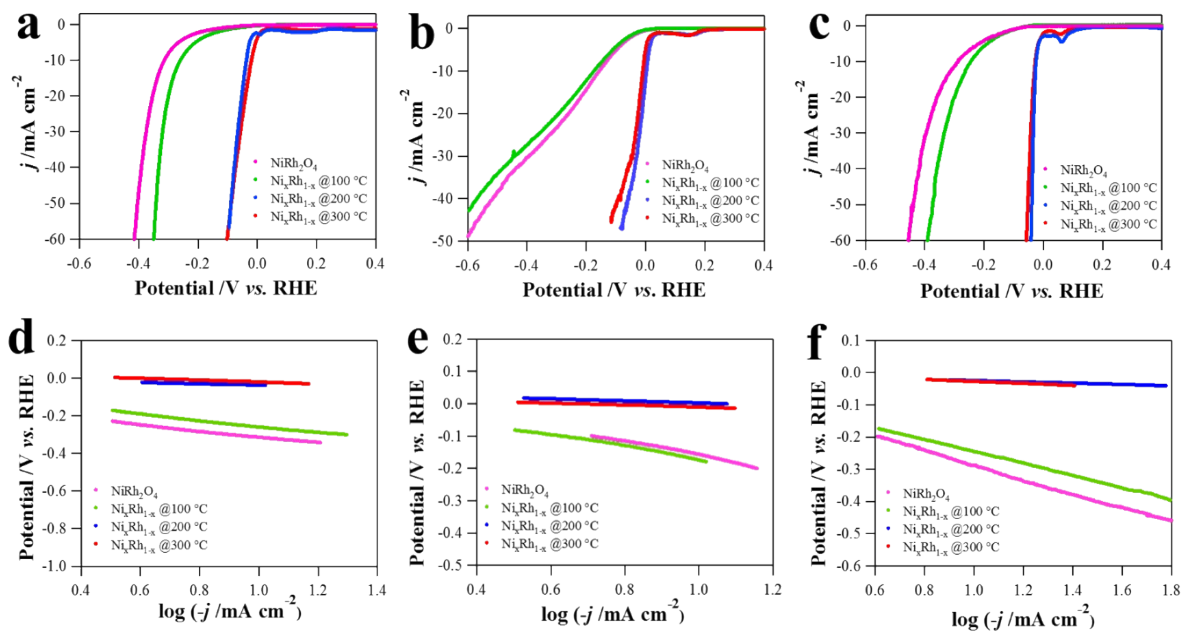 a
0
-10
-20
-30
-40
-50
-60
j /mA cm⁻²
-0.6 -0.4 -0.2 0.0 0.2 0.4
Potential /V vs. RHE
NiRh₂O₄
NiₓRh₁₋ₓ @100 °C
NiₓRh₁₋ₓ @200 °C
NiₓRh₁₋ₓ @300 °C
b
0
-10
-20
-30
-40
-50
j /mA cm⁻²
-0.6 -0.4 -0.2 0.0 0.2 0.4
Potential /V vs. RHE
NiRh₂O₄
NiₓRh₁₋ₓ @100 °C
NiₓRh₁₋ₓ @200 °C
NiₓRh₁₋ₓ @300 °C
c
0
-10
-20
-30
-40
-50
-60
j /mA cm⁻²
-0.6 -0.4 -0.2 0.0 0.2 0.4
Potential /V vs. RHE
NiRh₂O₄
NiₓRh₁₋ₓ @100 °C
NiₓRh₁₋ₓ @200 °C
NiₓRh₁₋ₓ @300 °C
d
0.2
0.0
-0.2
-0.4
-0.6
-0.8
-1.0
Potential /V vs. RHE
0.4 0.6 0.8 1.0 1.2 1.4
log (-j /mA cm⁻²)
NiRh₂O₄
NiₓRh₁₋ₓ @100 °C
NiₓRh₁₋ₓ @200 °C
NiₓRh₁₋ₓ @300 °C
e
0.2
0.1
0.0
-0.1
-0.2
-0.3
-0.4
-0.5
Potential /V vs. RHE
0.4 0.6 0.8 1.0 1.2
log (-j /mA cm⁻²)
NiRh₂O₄
NiₓRh₁₋ₓ @100 °C
NiₓRh₁₋ₓ @200 °C
NiₓRh₁₋ₓ @300 °C
f
0.1
0.0
-0.1
-0.2
-0.3
-0.4
-0.5
-0.6
Potential /V vs. RHE
0.6 0.8 1.0 1.2 1.4 1.6 1.8
log (-j /mA cm⁻²)
NiRh₂O₄
NiₓRh₁₋ₓ @100 °C
NiₓRh₁₋ₓ @200 °C
NiₓRh₁₋ₓ @300 °C